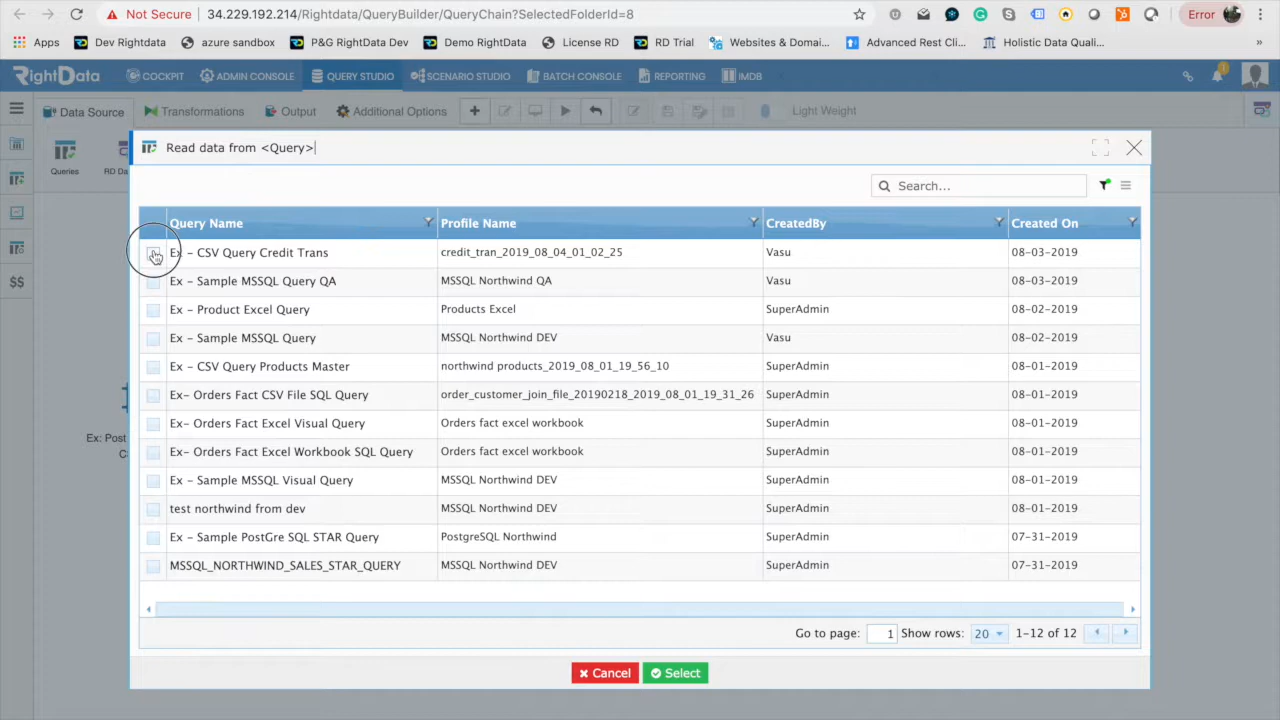 Not Secure 34.229.192.214/Rightdata/QueryBuilder/QueryChain?SelectedFolderId=8 Error
Apps Dev Rightdata azure sandbox P&G RightData Dev Demo RightData License RD RD Trial Websites & Domai... Advanced Rest Cli... Holistic Data Quali... »
RightData COCKPIT ADMIN CONSOLE QUERY STUDIO SCENARIO STUDIO BATCH CONSOLE REPORTING IMDB 1
Data Source Transformations Output Additional Options Light Weight
Queries RD Da
Read data from <Query>
Search...
Query Name Profile Name CreatedBy Created On
Ex - CSV Query Credit Trans credit_tran_2019_08_04_01_02_25 Vasu 08-03-2019
Ex - Sample MSSQL Query QA MSSQL Northwind QA Vasu 08-03-2019
Ex - Product Excel Query Products Excel SuperAdmin 08-02-2019
Ex - Sample MSSQL Query MSSQL Northwind DEV Vasu 08-02-2019
Ex - CSV Query Products Master northwind products_2019_08_01_19_56_10 SuperAdmin 08-01-2019
Ex- Orders Fact CSV File SQL Query order_customer_join_file_20190218_2019_08_01_19_31_26 SuperAdmin 08-01-2019
Ex- Orders Fact Excel Visual Query Orders fact excel workbook SuperAdmin 08-01-2019
Ex- Orders Fact Excel Workbook SQL Query Orders fact excel workbook SuperAdmin 08-01-2019
Ex - Sample MSSQL Visual Query MSSQL Northwind DEV SuperAdmin 08-01-2019
test northwind from dev MSSQL Northwind DEV SuperAdmin 08-01-2019
Ex - Sample PostGre SQL STAR Query PostgreSQL Northwind SuperAdmin 07-31-2019
MSSQL_NORTHWIND_SALES_STAR_QUERY MSSQL Northwind DEV SuperAdmin 07-31-2019
$$
Ex: Post
C
Go to page: 1 Show rows: 20 1-12 of 12
Cancel Select